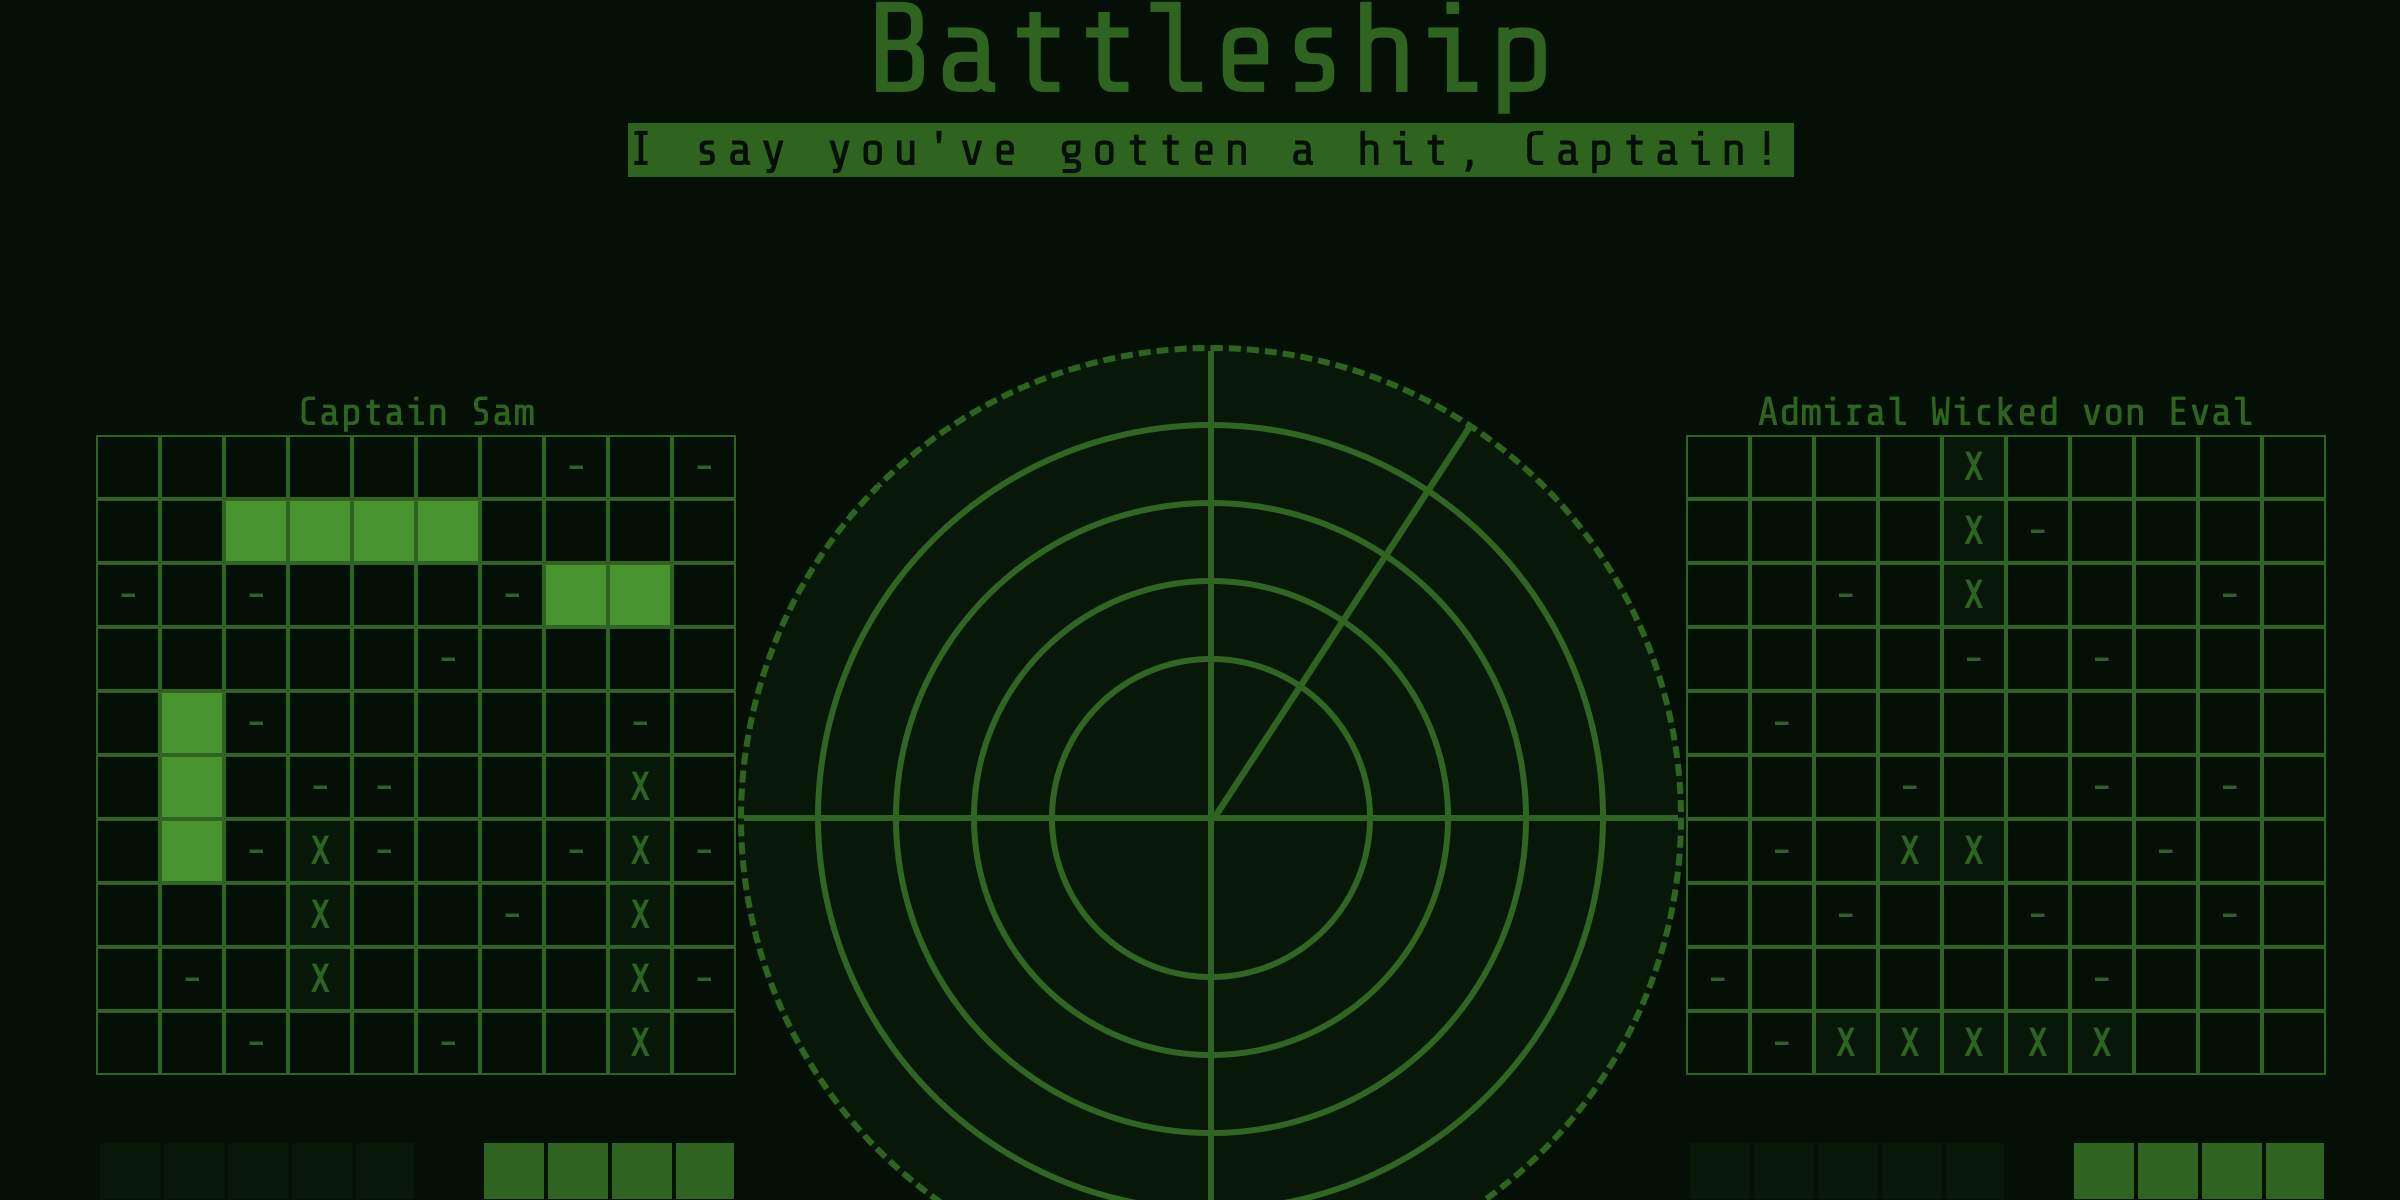 Battleship
I say you've gotten a hit, Captain!
Captain Sam
- -
- - -
-
- -
- - X
- X - - X -
X - X
- X X -
- - X
Admiral Wicked von Eval
X
X -
- X -
- -
-
- - -
- X X -
- - -
- -
- X X X X X